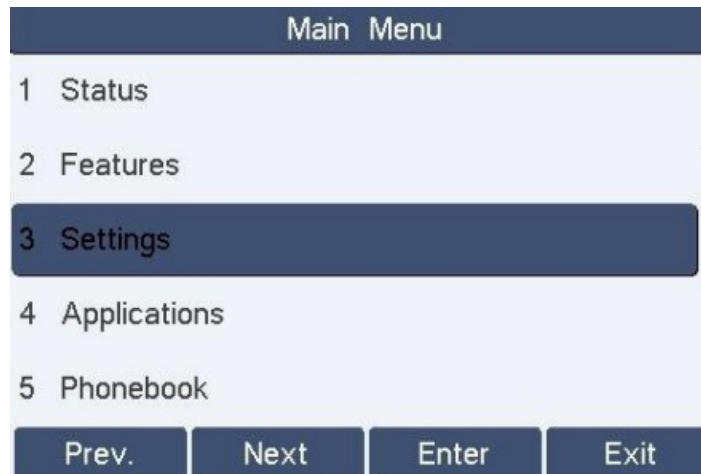 Main Menu
1 Status
2 Features
3 Settings
4 Applications
5 Phonebook
Prev. Next Enter Exit